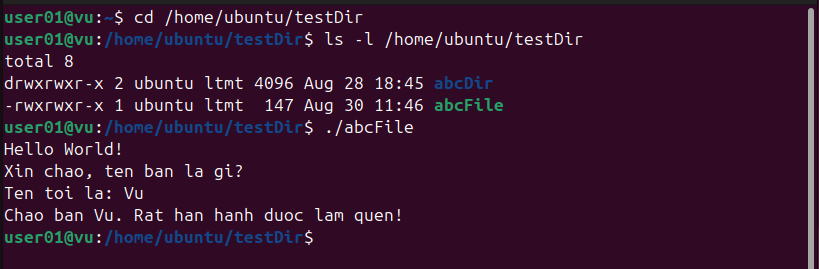 user01@vu:~$ cd /home/ubuntu/testDir
user01@vu:/home/ubuntu/testDir$ ls -l /home/ubuntu/testDir
total 8
drwxrwxr-x 2 ubuntu ltmt 4096 Aug 28 18:45 abcDir
-rwxrwxr-x 1 ubuntu ltmt  147 Aug 30 11:46 abcFile
user01@vu:/home/ubuntu/testDir$ ./abcFile
Hello World!
Xin chao, ten ban la gi?
Ten toi la: Vu
Chao ban Vu. Rat han hanh duoc lam quen!
user01@vu:/home/ubuntu/testDir$